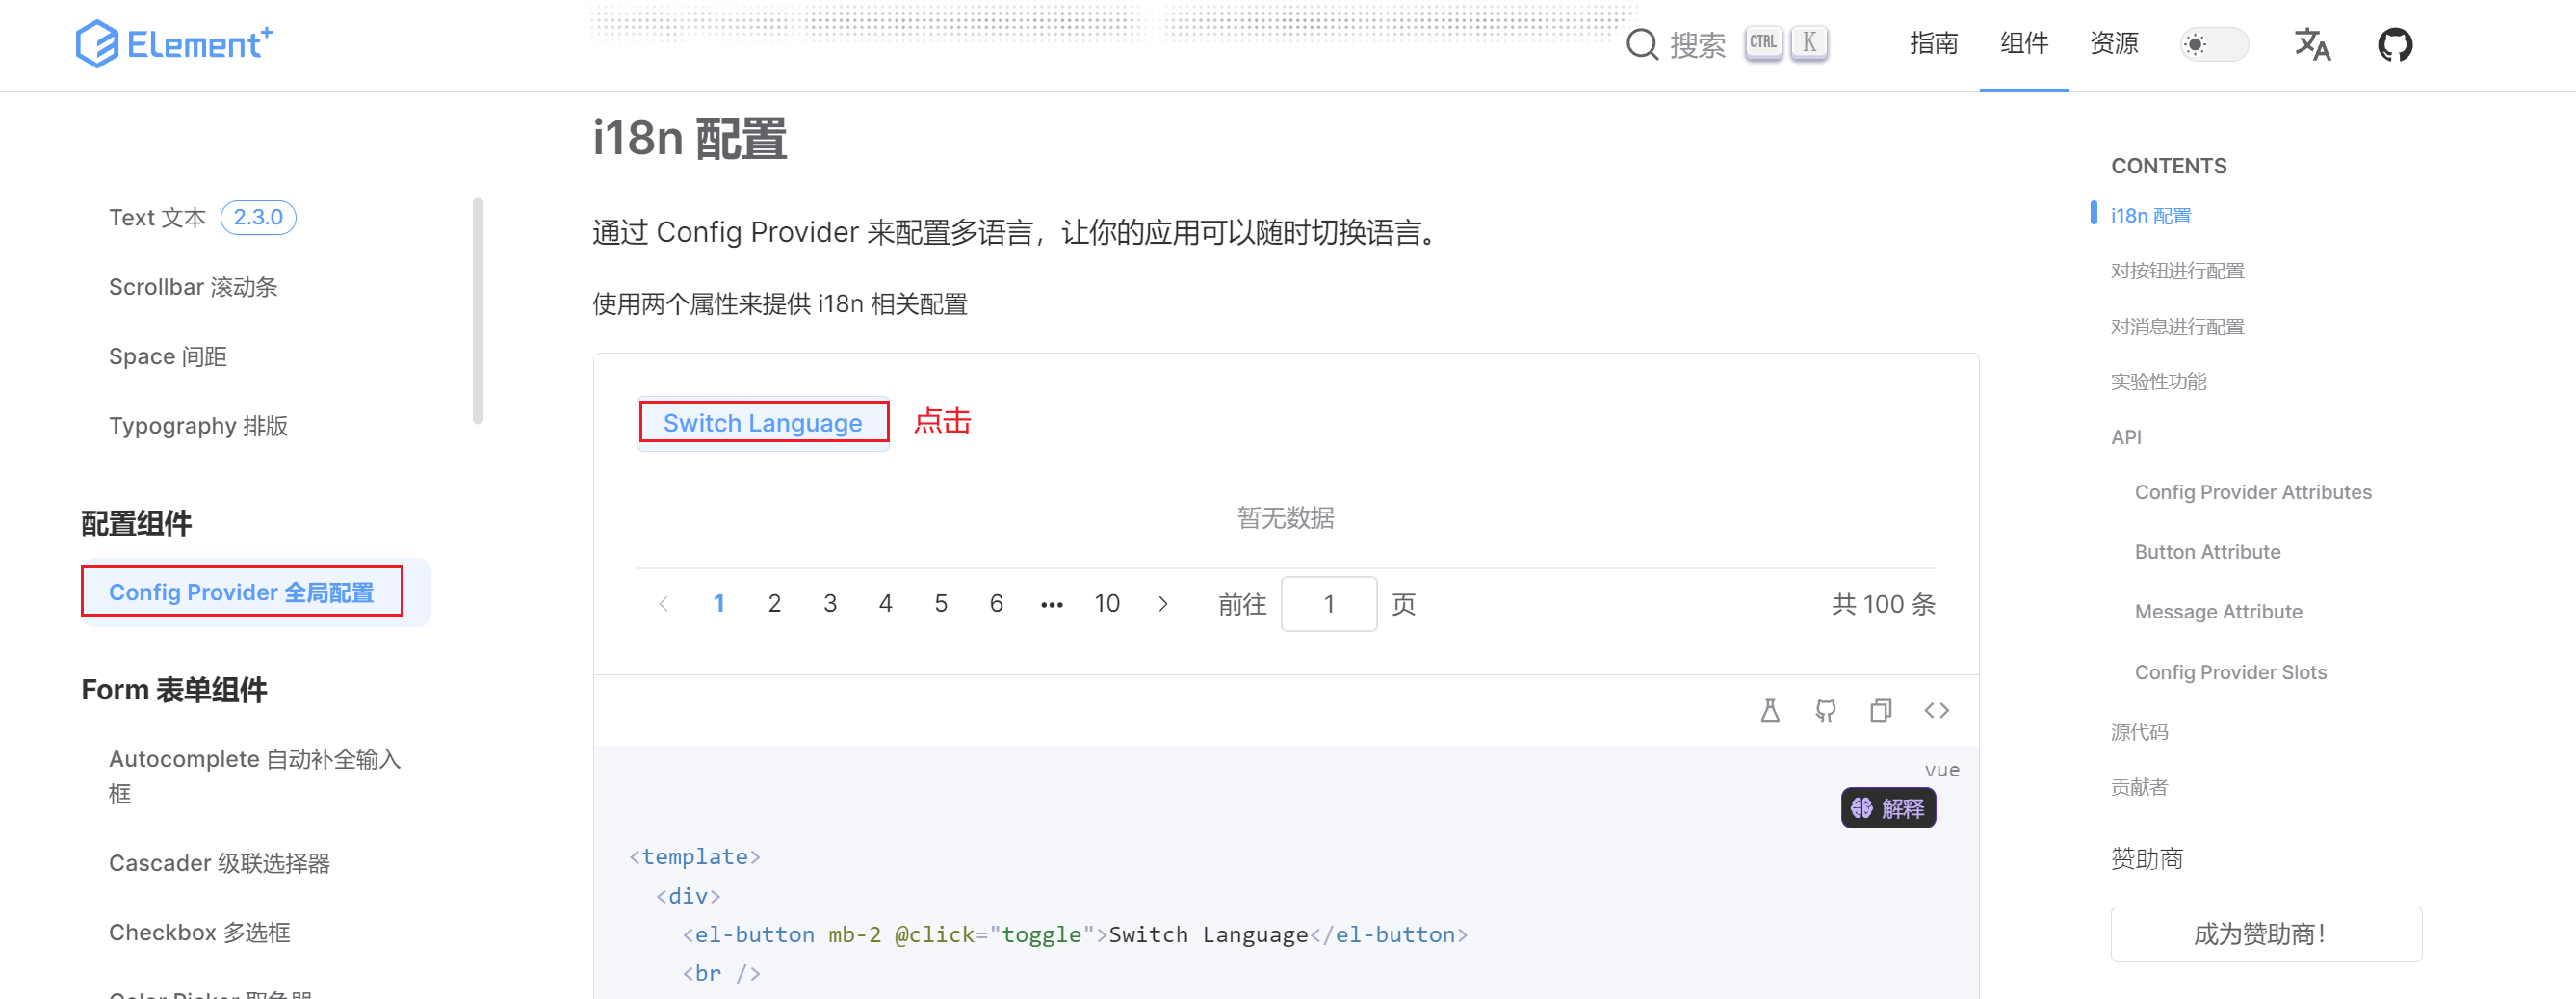 Element+
搜索 CTRL K
指南 组件 资源
Text 文本 2.3.0
Scrollbar 滚动条
Space 间距
Typography 排版
配置组件
Config Provider 全局配置
Form 表单组件
Autocomplete 自动补全输入
框
Cascader 级联选择器
Checkbox 多选框
Color Picker 取色器
i18n 配置
通过 Config Provider 来配置多语言，让你的应用可以随时切换语言。
使用两个属性来提供 i18n 相关配置
Switch Language 点击
暂无数据
1 2 3 4 5 6 ••• 10 前往 1 页 共 100 条
vue
解释
<template>
<div>
<el-button mb-2 @click="toggle">Switch Language</el-button>
<br />
CONTENTS
i18n 配置
对按钮进行配置
对消息进行配置
实验性功能
API
Config Provider Attributes
Button Attribute
Message Attribute
Config Provider Slots
源代码
贡献者
赞助商
成为赞助商！